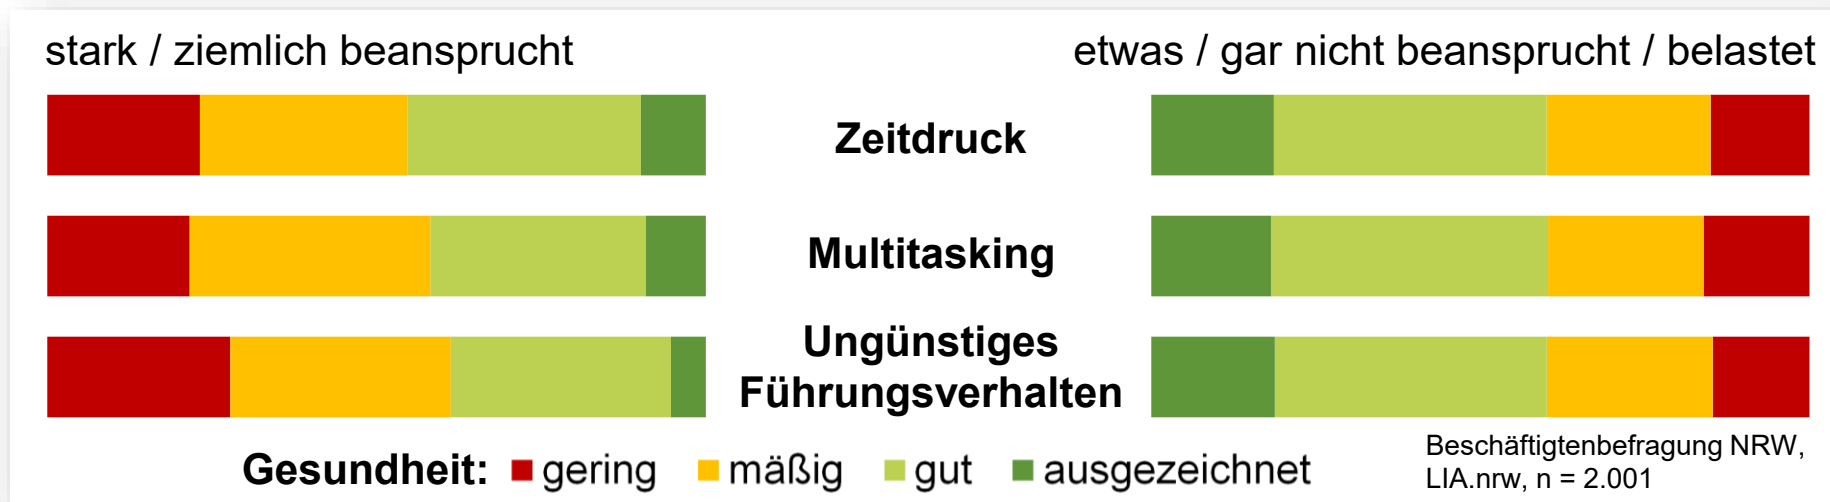 stark / ziemlich beansprucht
etwas / gar nicht beansprucht / belastet
Zeitdruck
Multitasking
Ungünstiges
Führungsverhalten
Gesundheit: gering mäßig gut ausgezeichnet
Beschäftigtenbefragung NRW,
LIA.nrw, n = 2.001